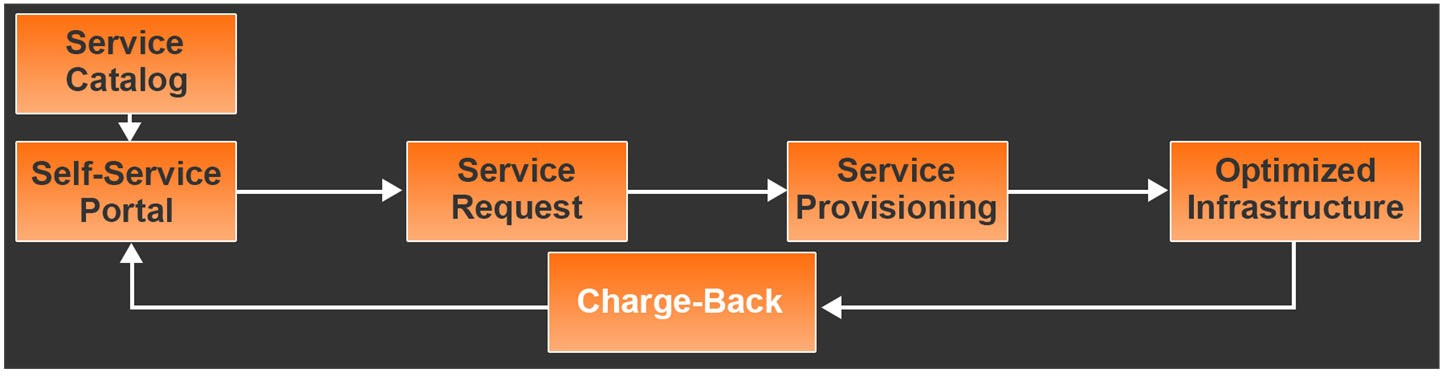 Service
Catalog
Self-Service
Portal
Service
Request
Service
Provisioning
Optimized
Infrastructure
Charge-Back